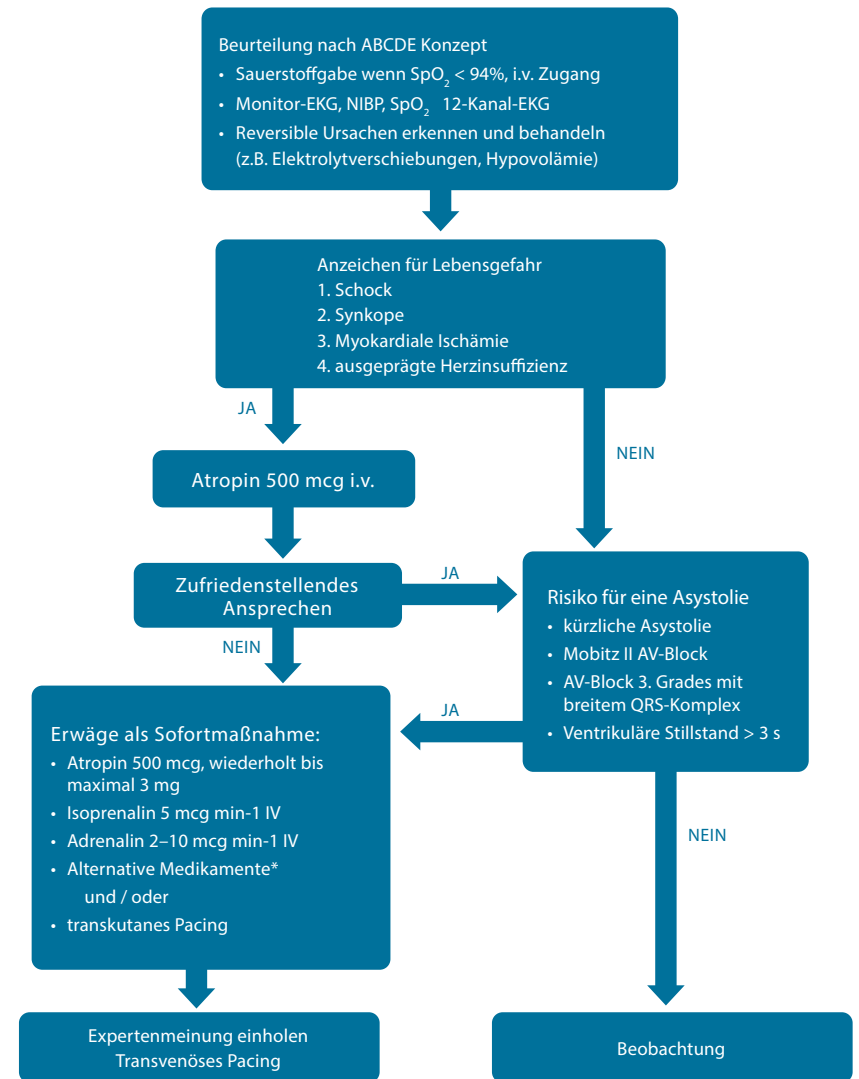 Beurteilung nach ABCDE Konzept
• Sauerstoffgabe wenn SpO₂ < 94%, i.v. Zugang
• Monitor-EKG, NIBP, SpO₂ 12-Kanal-EKG
• Reversible Ursachen erkennen und behandeln
(z.B. Elektrolytverschiebungen, Hypovolämie)
Anzeichen für Lebensgefahr
1. Schock
2. Synkope
3. Myokardiale Ischämie
4. ausgeprägte Herzinsuffizienz
JA
NEIN
Atropin 500 mcg i.v.
Zufriedenstellendes
Ansprechen
JA
NEIN
Risiko für eine Asystolie
• kürzliche Asystolie
• Mobitz II AV-Block
• AV-Block 3. Grades mit
breitem QRS-Komplex
• Ventrikuläre Stillstand > 3 s
JA
NEIN
Erwäge als Sofortmaßnahme:
• Atropin 500 mcg, wiederholt bis
maximal 3 mg
• Isoprenalin 5 mcg min-1 IV
• Adrenalin 2–10 mcg min-1 IV
• Alternative Medikamente*
und / oder
• transkutanes Pacing
Expertenmeinung einholen
Transvenöses Pacing
Beobachtung